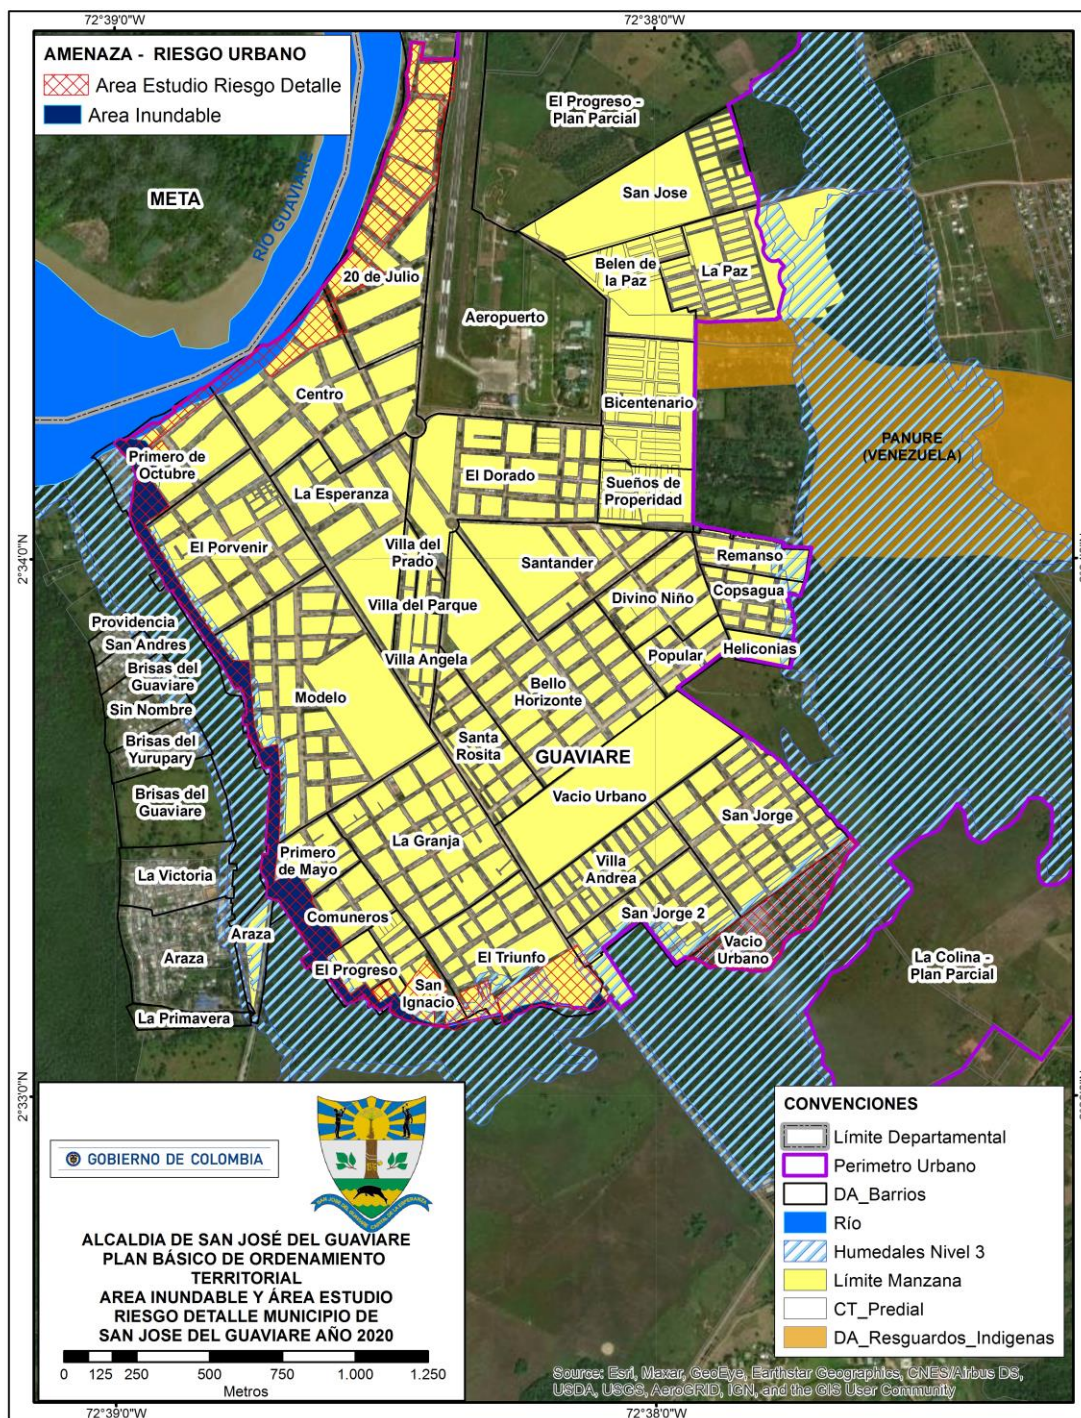 72°39'0"W
72°38'0"W
AMENAZA - RIESGO URBANO
Area Estudio Riesgo Detalle
Area Inundable
META
RÍO GUAVIARE
El Progreso -
Plan Parcial
San Jose
Belen de
la Paz
La Paz
20 de Julio
Aeropuerto
Centro
Bicentenario
PANURE
(VENEZUELA)
Primero de
Octubre
La Esperanza
El Dorado
Sueños de
Properidad
El Porvenir
Villa del
Prado
Santander
Remanso
2°34'0"N
Villa del Parque
Divino Niño
Copsagua
Providencia
San Andres
Brisas del
Guaviare
Villa Angela
Popular
Heliconias
Sin Nombre
Modelo
Bello
Horizonte
Brisas del
Yurupary
Santa
Rosita
GUAVIARE
Brisas del
Guaviare
Vacio Urbano
San Jorge
La Granja
Primero
de Mayo
La Victoria
Villa
Andrea
Comuneros
San Jorge 2
Araza
Araza
El Triunfo
Vacio
Urbano
La Colina -
Plan Parcial
El Progreso
San
Ignacio
La Primavera
2°33'0"N
GOBIERNO DE COLOMBIA
SAN JOSE DEL GUAVIARE CAPITAL DE LA ESPERANZA
ALCALDIA DE SAN JOSÉ DEL GUAVIARE
PLAN BÁSICO DE ORDENAMIENTO
TERRITORIAL
AREA INUNDABLE Y ÁREA ESTUDIO
RIESGO DETALLE MUNICIPIO DE
SAN JOSE DEL GUAVIARE AÑO 2020
0 125 250 500 750 1.000 1.250
Metros
CONVENCIONES
Límite Departamental
Perimetro Urbano
DA_Barrios
Río
Humedales Nivel 3
Límite Manzana
CT_Predial
DA_Resguardos_Indigenas
Source: Esri, Maxar, GeoEye, Earthstar Geographics, CNES/Airbus DS,
USDA, USGS, AeroGRID, IGN, and the GIS User Community
72°39'0"W
72°38'0"W